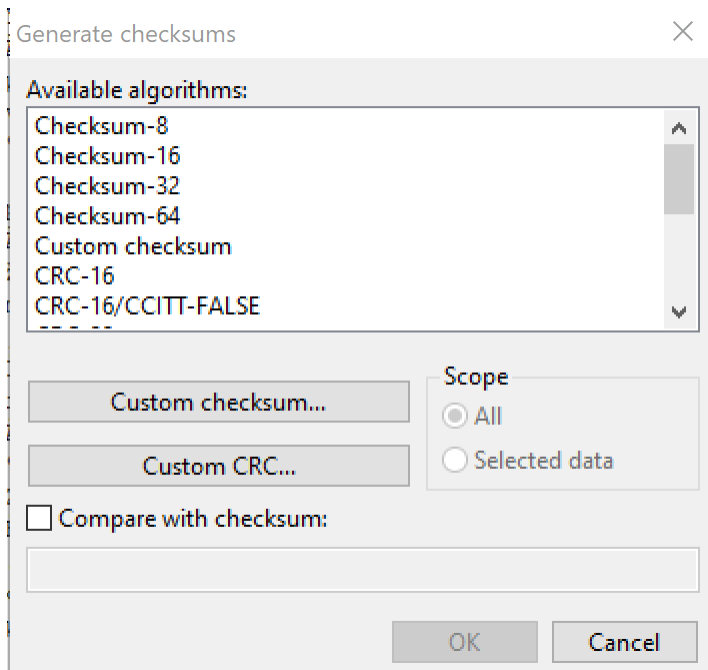 Generate checksums
Available algorithms:
Checksum-8
Checksum-16
Checksum-32
Checksum-64
Custom checksum
CRC-16
CRC-16/CCITT-FALSE
Custom checksum...
Custom CRC...
Scope
All
Selected data
Compare with checksum:
OK
Cancel